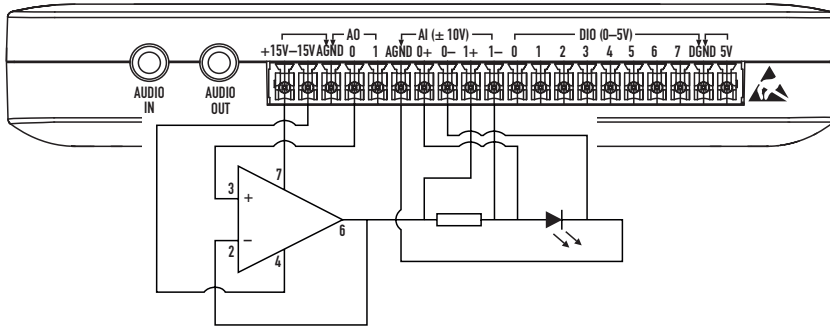 AO AI (± 10V) DIO (0–5V)
+15V –15V AGND 0 1 AGND 0+ 0– 1+ 1– 0 1 2 3 4 5 6 7 DGND 5V
AUDIO IN
AUDIO OUT
3
+
7
6
2
–
4